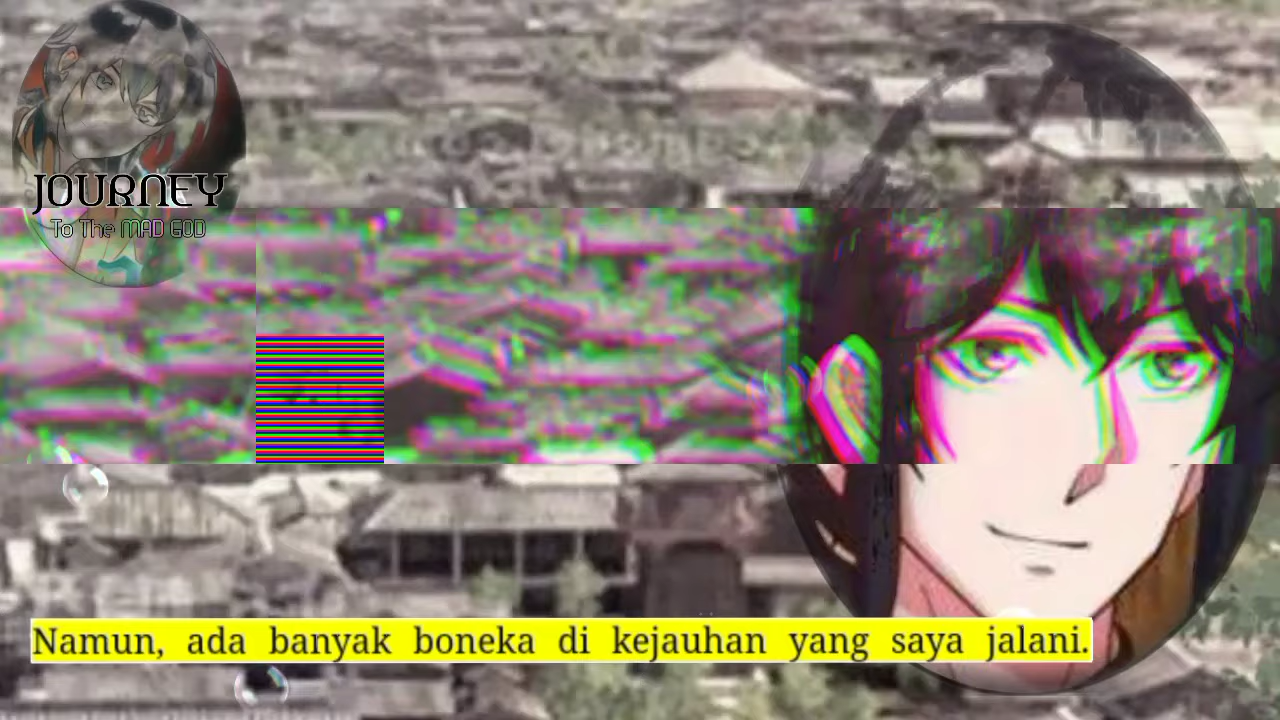 JOURNEY
To The MAD GOD
Namun, ada banyak boneka di kejauhan yang saya jalani.